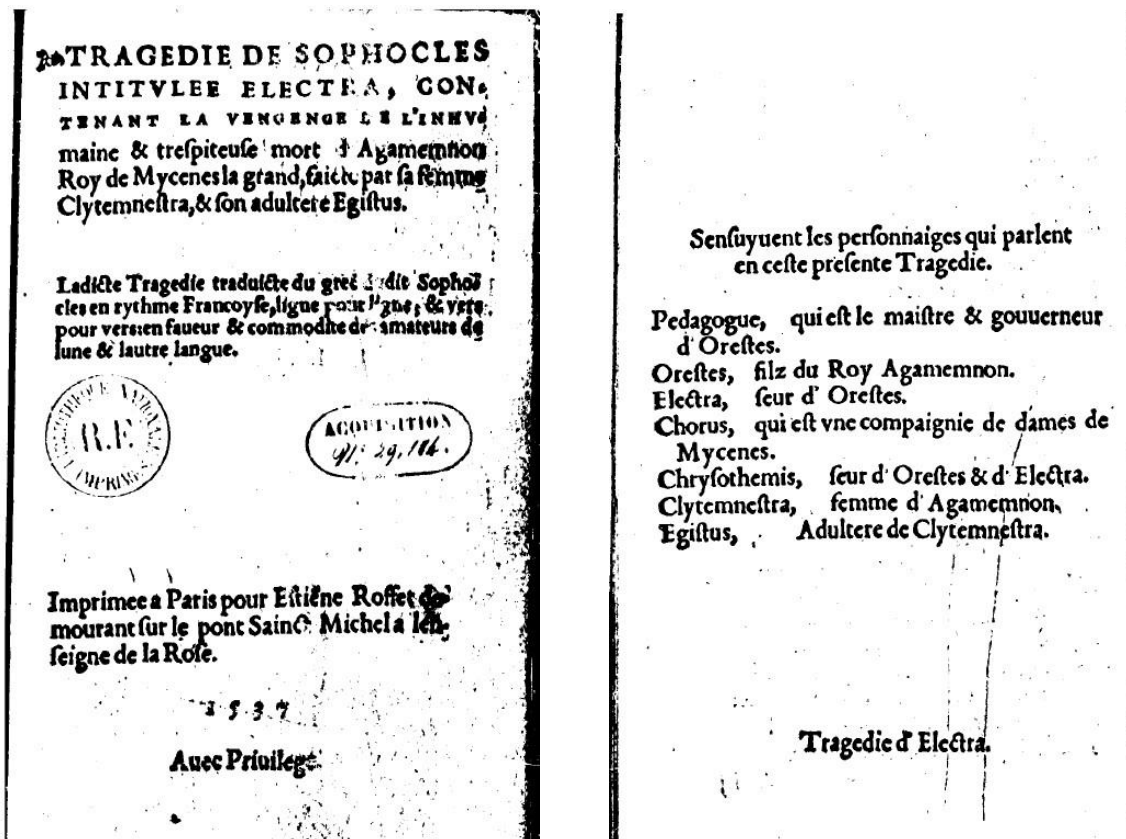 TRAGEDIE DE SOPHOCLES
INTITVLEE ELECTRA, CON-
TENANT LA VENGENCE DE L'INHV-
maine & treſpiteuſe mort d'Agamemnon
Roy de Mycenes la grand, faicte par ſa femme
Clytemneſtra, & ſon adultere Egiſtus.
Ladicte Tragedie traduicte du grec dudit Sopho-
cles en rythme Francoyſe, ligne pour ligne, & vers
pour vers en faueur & commodite des amateurs de
lune & lautre langue.
BIBLIOTHEQUE NATIONALE
R.F.
IMPRIMES
ACQUISITION
29,184.
Imprimee a Paris pour Eſtiene Roffet de-
mourant ſur le pont Sainct Michel a len-
ſeigne de la Roſe.
1537
Auec Priuilege.
Senſuyuent les perſonnaiges qui parlent
en ceſte preſente Tragedie.
Pedagogue, qui eſt le maiſtre & gouuerneur
d'Oreſtes.
Oreſtes, filz du Roy Agamemnon.
Electra, ſeur d'Oreſtes.
Chorus, qui eſt vne compaignie de dames de
Mycenes.
Chryſothemis, ſeur d'Oreſtes & d'Electra.
Clytemneſtra, femme d'Agamemnon.
Egiſtus, Adultere de Clytemneſtra.
Tragedie d'Electra.